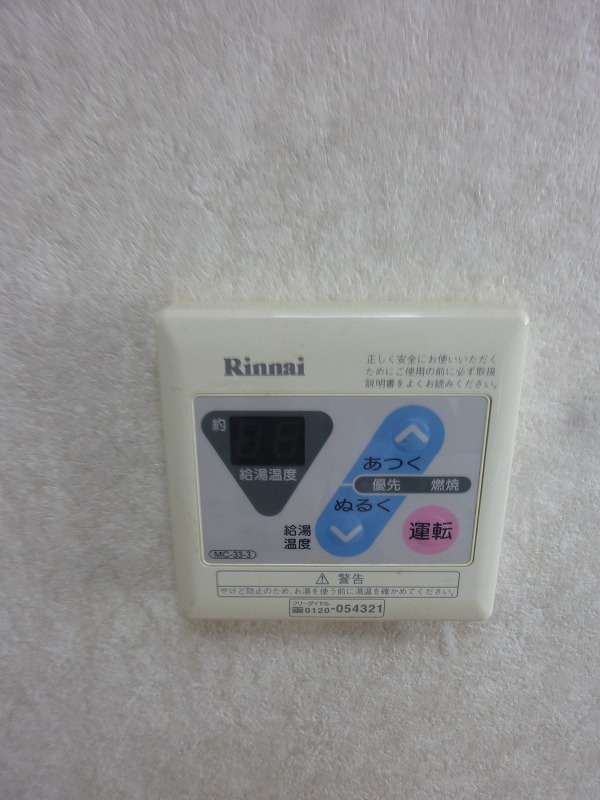 Rinnai
正しく安全にお使いいただく
ためにご使用の前に必ず取扱
説明書をよくお読みください。
約
給湯温度
あつく
優先 燃焼
ぬるく
給湯
温度
運転
MC-33-3
⚠ 警告
やけど防止のため、お湯を使う前に湯温を確かめてください。
フリーダイヤル
0120-054321